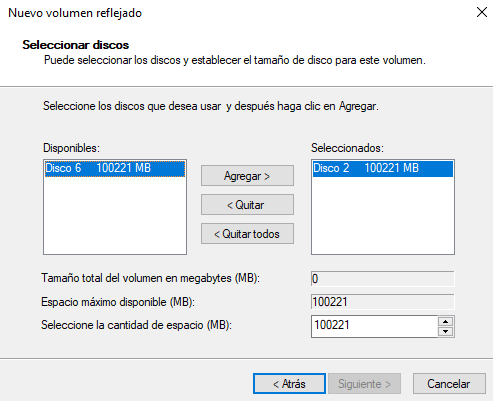 Nuevo volumen reflejado
Seleccionar discos
Puede seleccionar los discos y establecer el tamaño de disco para este volumen.
Seleccione los discos que desea usar y después haga clic en Agregar.
Disponibles:
Seleccionados:
Disco 6 100221 MB
Disco 2 100221 MB
Agregar >
< Quitar
< Quitar todos
Tamaño total del volumen en megabytes (MB): 0
Espacio máximo disponible (MB): 100221
Seleccione la cantidad de espacio (MB): 100221
< Atrás
Siguiente >
Cancelar